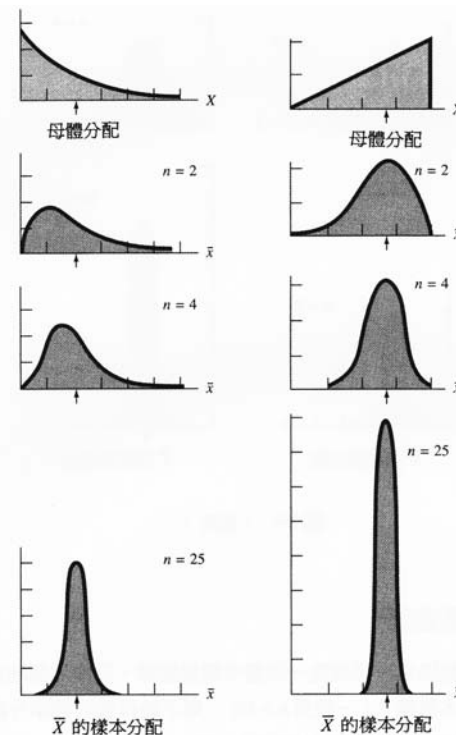 X
母體分配
n = 2
x̄
n = 4
x̄
n = 25
x̄
X̄ 的樣本分配
X
母體分配
n = 2
x̄
n = 4
x̄
n = 25
x̄
X̄ 的樣本分配